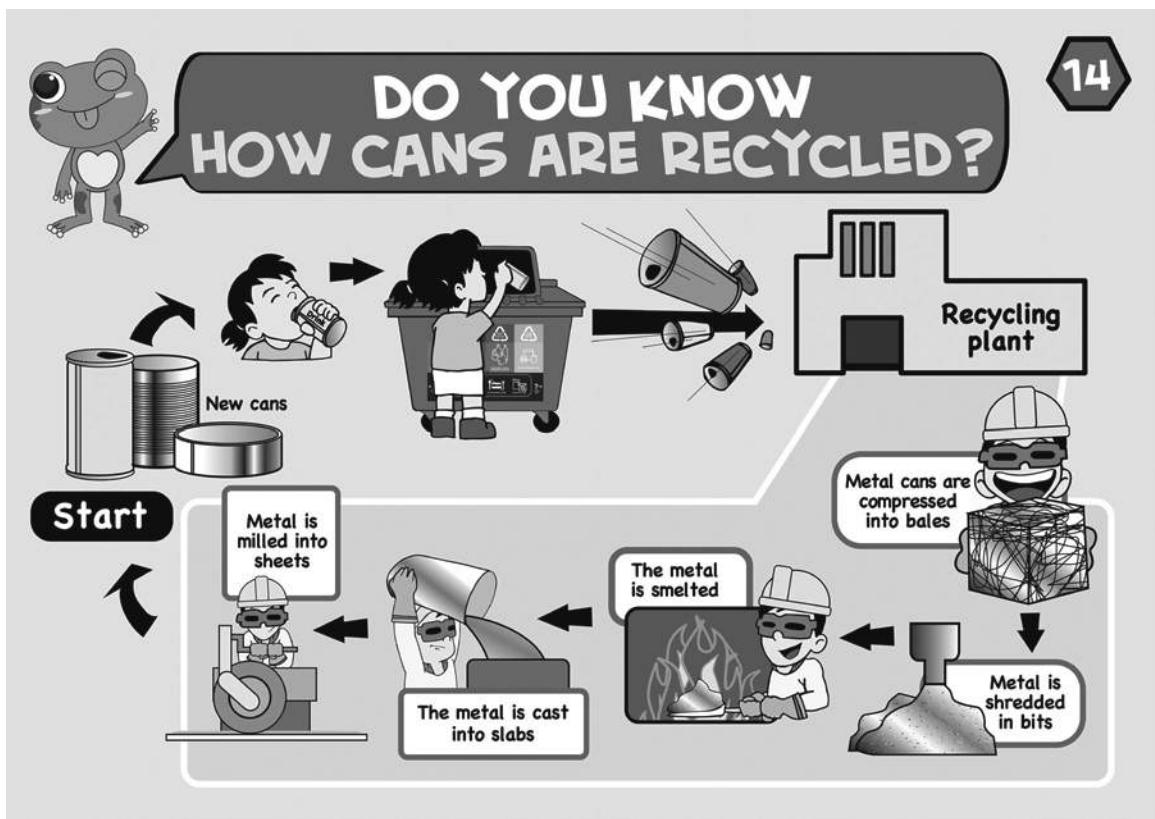 DO YOU KNOW
HOW CANS ARE RECYCLED?
14
New cans
Drink
Recycling
plant
Start
Metal cans are
compressed
into bales
Metal is
shredded
in bits
The metal
is smelted
The metal is cast
into slabs
Metal is
milled into
sheets